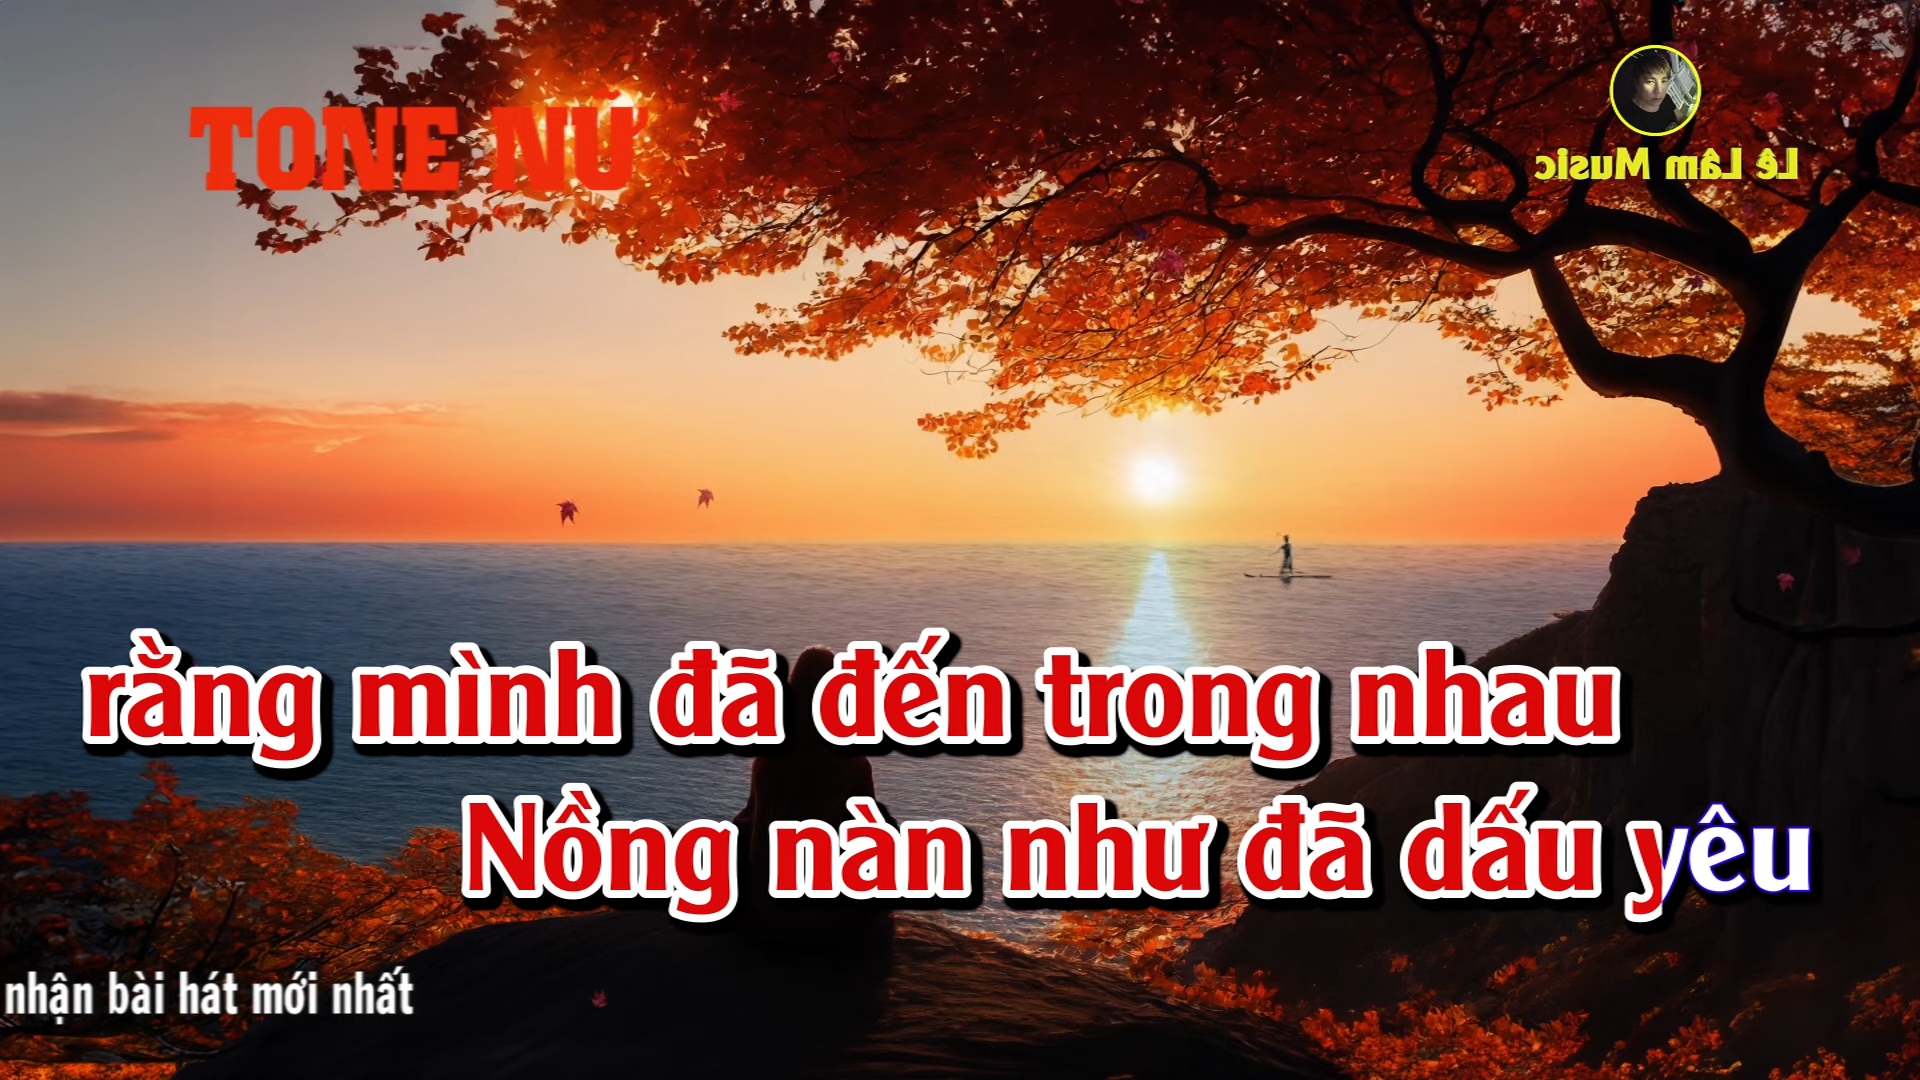 TONE NỮ
Lê Lâm Music
rằng mình đã đến trong nhau
Nồng nàn như đã dấu yêu
nhận bài hát mới nhất